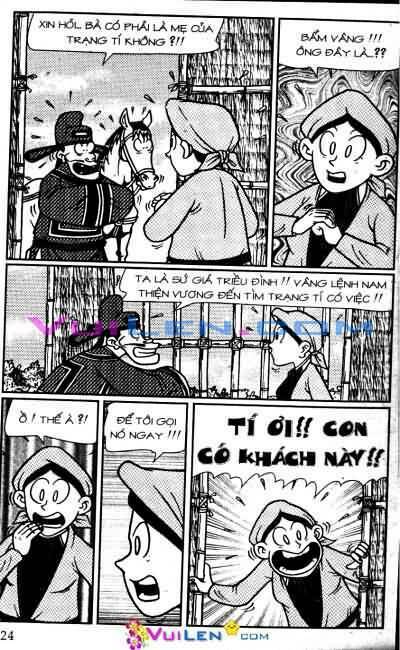 XIN HỎI, BÀ CÓ PHẢI LÀ MẸ CỦA
TRẠNG TÍ KHÔNG ?!!
BẨM VÂNG !!!
ÔNG ĐÂY LÀ..??
TA LÀ SỨ GIẢ TRIỀU ĐÌNH !! VÂNG LỆNH NAM
THIỆN VƯƠNG ĐẾN TÌM TRẠNG TÍ CÓ VIỆC !!
VUILEN.COM
Ồ ! THẾ À ?!
ĐỂ TÔI GỌI
NÓ NGAY !!!
TÍ ƠI!! CON
CÓ KHÁCH NÀY!!
24
VUILEN.COM